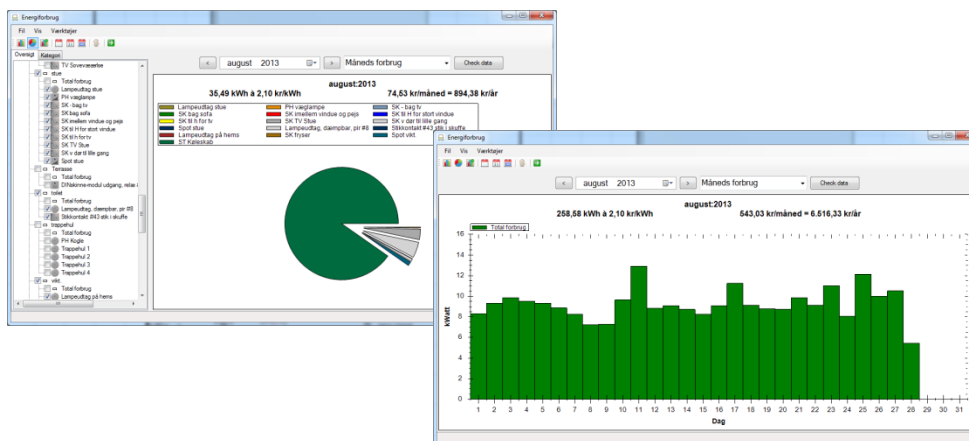 Energiforbrug
Fil Vis Værktøjer
Oversigt Kategori
< august 2013 > Måneds forbrug Check data
TV Soveværelse
stue
Total forbrug
Lampeudtag stue
PH væglampe
SK - bag tv
SK bag sofa
SK imellem vindue og pejs
SK til H for stort vindue
SK til h for tv
SK TV Stue
SK v dør til lille gang
Spot stue
Terrasse
Total forbrug
DINskinne-modul udgang, relæ
toilet
Total forbrug
Lampeudtag, dæmpbar, pir #8
Stikkontakt #43 stik i skuffe
trappehul
Total forbrug
PH Kogle
Trappehul 1
Trappehul 2
Trappehul 3
Trappehul 4
vikt.
Total forbrug
Lampeudtag på hems
august:2013
35,49 kWh à 2,10 kr/kWh 74,53 kr/måned = 894,38 kr/år
Lampeudtag stue PH væglampe SK - bag tv
SK bag sofa SK imellem vindue og pejs SK til H for stort vindue
SK til h for tv SK TV Stue SK v dør til lille gang
Spot stue Lampeudtag, dæmpbar, pir #8 Stikkontakt #43 stik i skuffe
Lampeudtag på hems SK fryser Spot vikt
ST Køleskab
Energiforbrug
Fil Vis Værktøjer
< august 2013 > Måneds forbrug Check data
august:2013
258,58 kWh à 2,10 kr/kWh 543,03 kr/måned = 6.516,33 kr/år
Total forbrug
16
14
12
10
8
6
4
2
0
kWatt
1 2 3 4 5 6 7 8 9 10 11 12 13 14 15 16 17 18 19 20 21 22 23 24 25 26 27 28 29 30 31
Dag